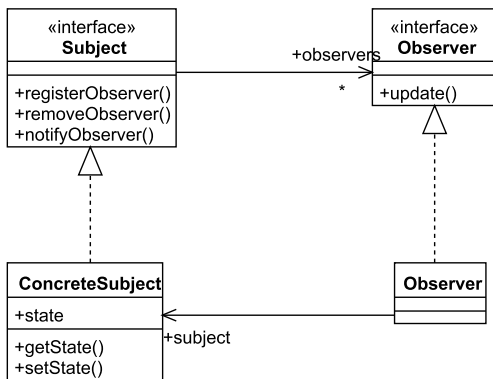 «interface»
Subject
+registerObserver()
+removeObserver()
+notifyObserver()
+observers
*
«interface»
Observer
+update()
ConcreteSubject
+state
+getState()
+setState()
+subject
Observer